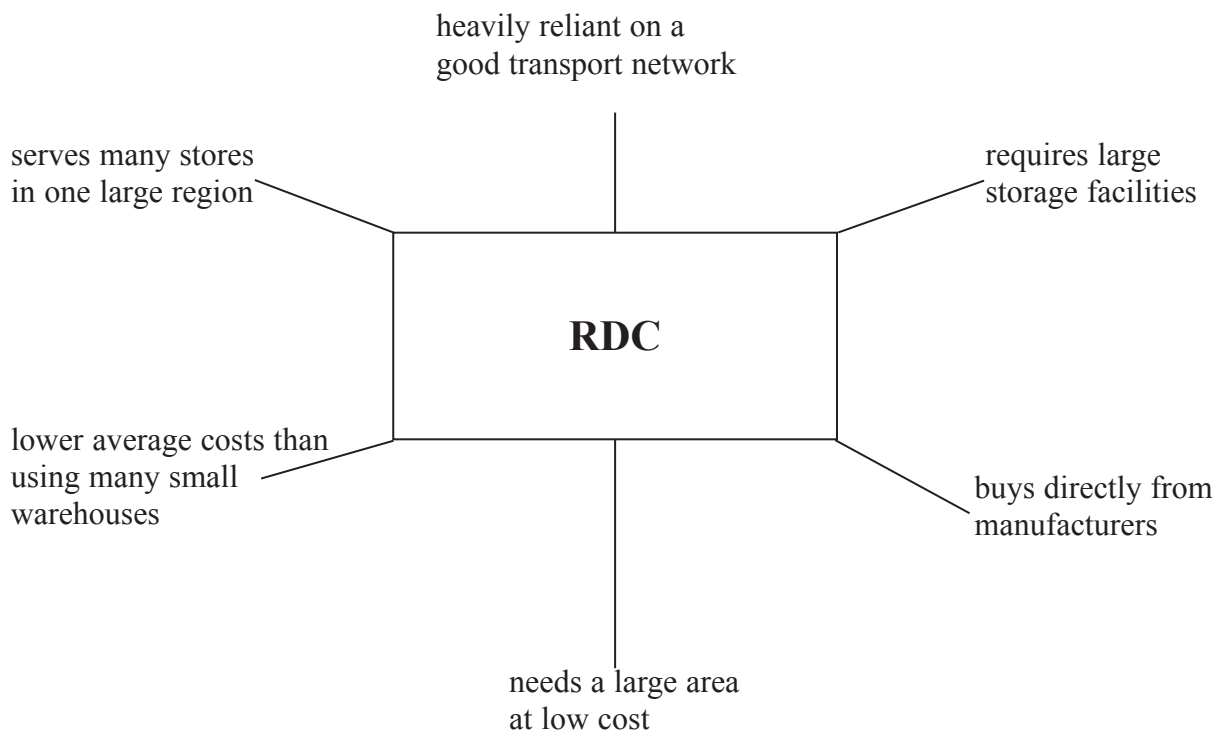 heavily reliant on a
good transport network
serves many stores
in one large region
requires large
storage facilities
RDC
lower average costs than
using many small
warehouses
buys directly from
manufacturers
needs a large area
at low cost